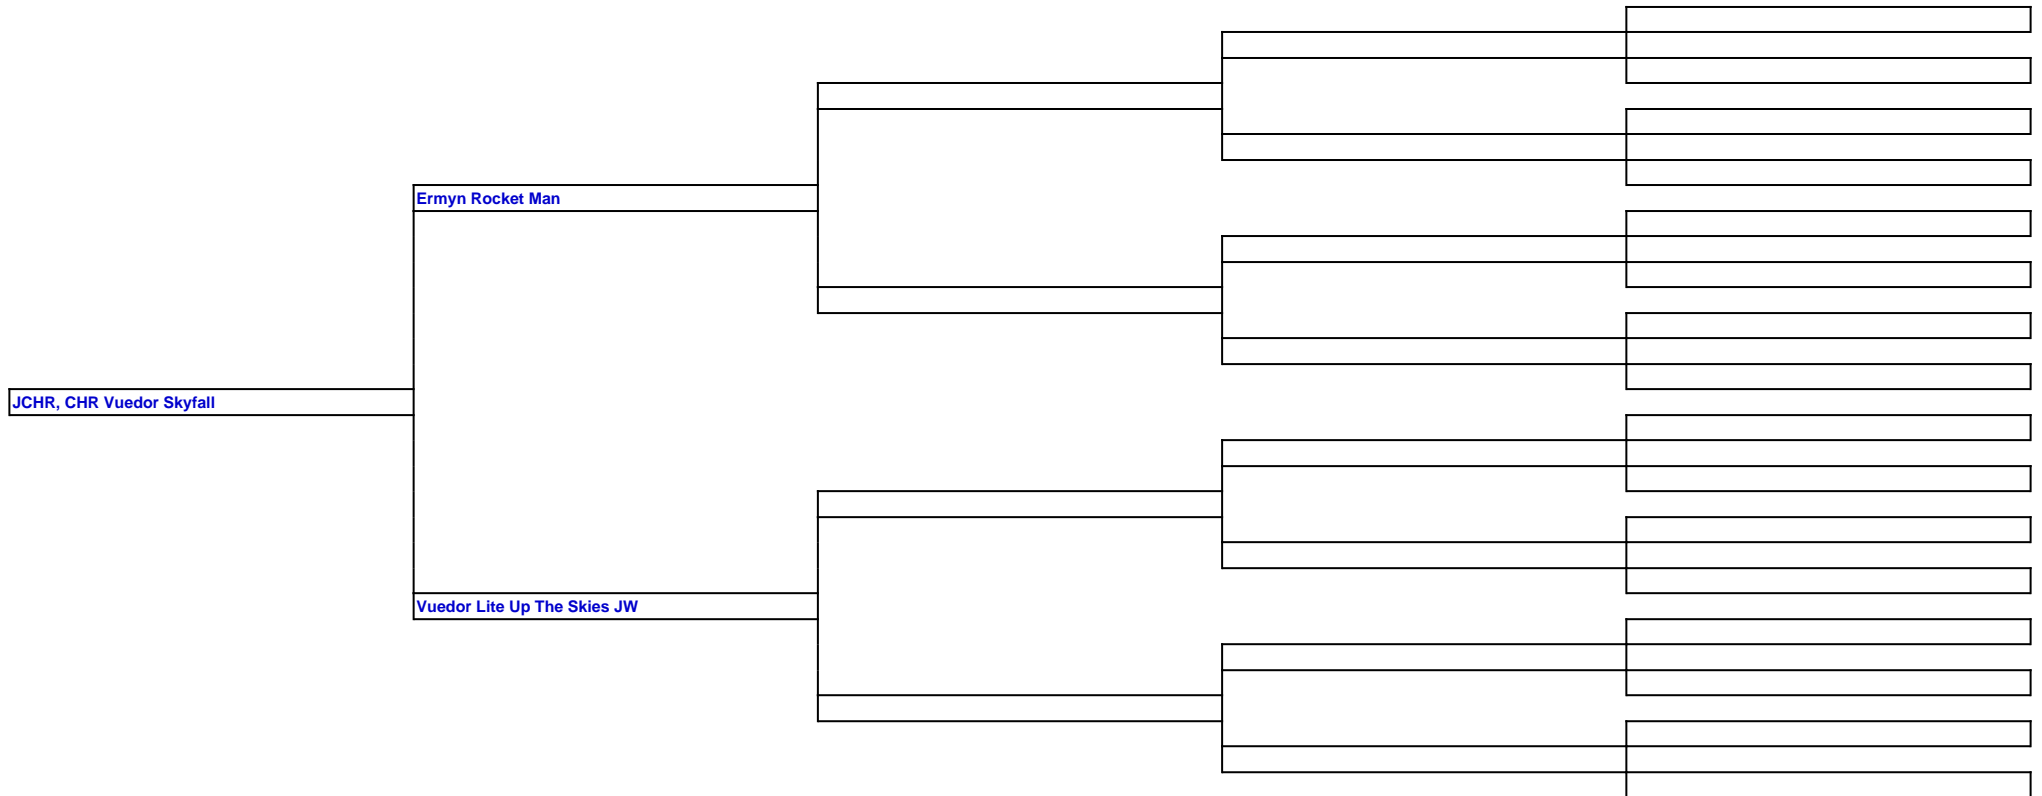 Ermyn Rocket Man
JCHR, CHR Vuedor Skyfall
Vuedor Lite Up The Skies JW